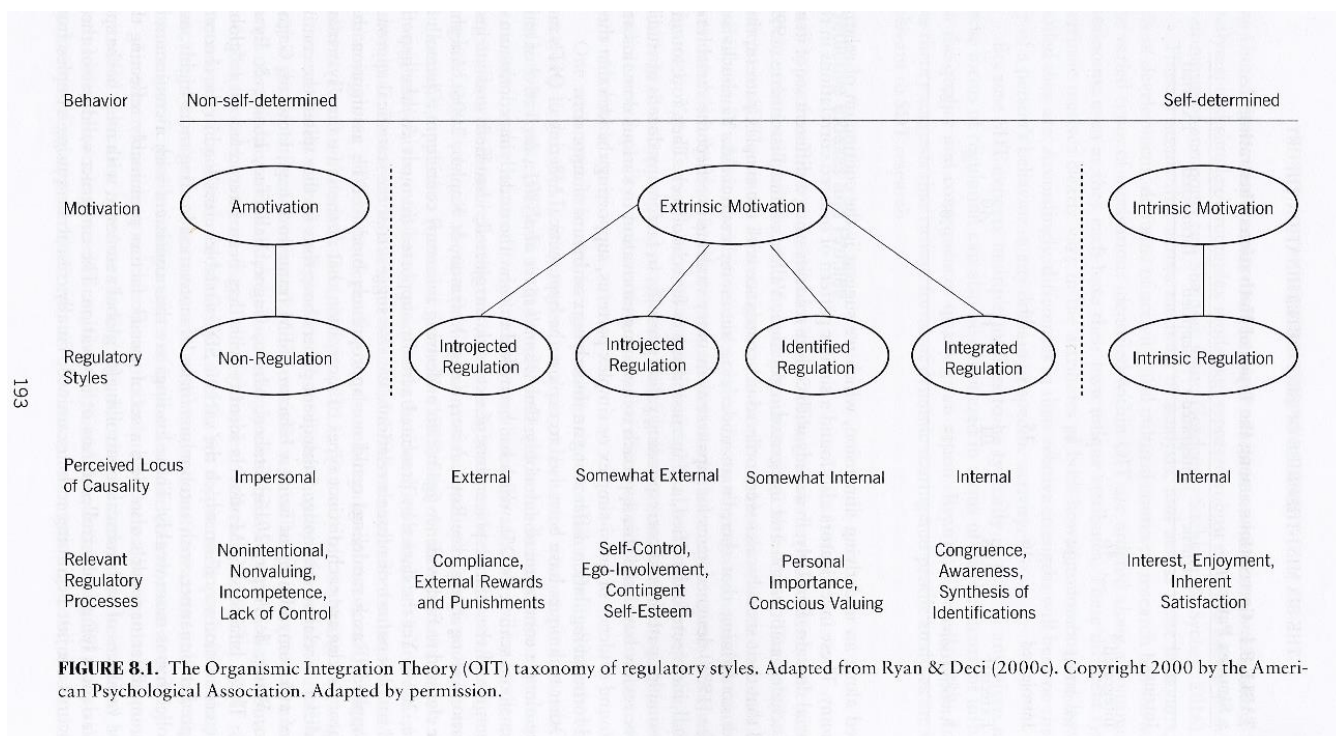 Behavior Non-self-determined Self-determined
Motivation Amotivation Extrinsic Motivation Intrinsic Motivation
Regulatory
Styles
Non-Regulation
Introjected
Regulation
Introjected
Regulation
Identified
Regulation
Integrated
Regulation
Intrinsic Regulation
193
Perceived Locus
of Causality
Impersonal
External
Somewhat External
Somewhat Internal
Internal
Internal
Relevant
Regulatory
Processes
Nonintentional,
Nonvaluing,
Incompetence,
Lack of Control
Compliance,
External Rewards
and Punishments
Self-Control,
Ego-Involvement,
Contingent
Self-Esteem
Personal
Importance,
Conscious Valuing
Congruence,
Awareness,
Synthesis of
Identifications
Interest, Enjoyment,
Inherent
Satisfaction
FIGURE 8.1. The Organismic Integration Theory (OIT) taxonomy of regulatory styles. Adapted from Ryan & Deci (2000c). Copyright 2000 by the Ameri-
can Psychological Association. Adapted by permission.